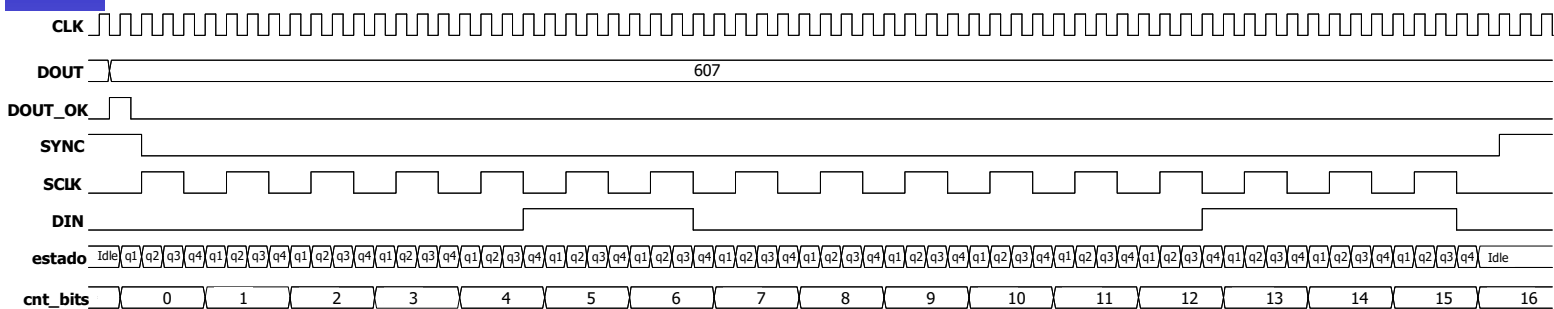 CLK
DOUT 607
DOUT_OK
SYNC
SCLK
DIN
estado Idle q1 q2 q3 q4 q1 q2 q3 q4 q1 q2 q3 q4 q1 q2 q3 q4 q1 q2 q3 q4 q1 q2 q3 q4 q1 q2 q3 q4 q1 q2 q3 q4 q1 q2 q3 q4 q1 q2 q3 q4 q1 q2 q3 q4 q1 q2 q3 q4 q1 q2 q3 q4 q1 q2 q3 q4 q1 q2 q3 q4 q1 q2 q3 q4 Idle
cnt_bits 0 1 2 3 4 5 6 7 8 9 10 11 12 13 14 15 16